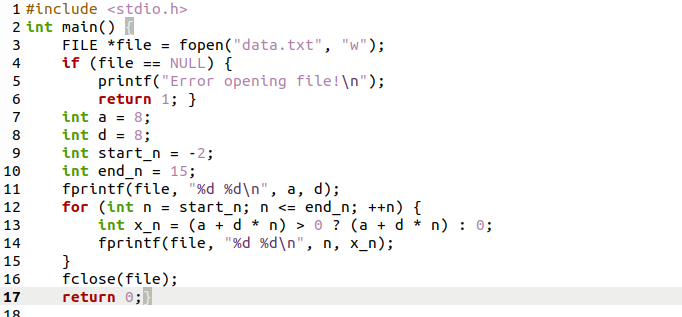 1 #include <stdio.h>
2 int main() {
3     FILE *file = fopen("data.txt", "w");
4     if (file == NULL) {
5         printf("Error opening file!\n");
6         return 1; }
7     int a = 8;
8     int d = 8;
9     int start_n = -2;
10     int end_n = 15;
11     fprintf(file, "%d %d\n", a, d);
12     for (int n = start_n; n <= end_n; ++n) {
13         int x_n = (a + d * n) > 0 ? (a + d * n) : 0;
14         fprintf(file, "%d %d\n", n, x_n);
15     }
16     fclose(file);
17     return 0;}
18